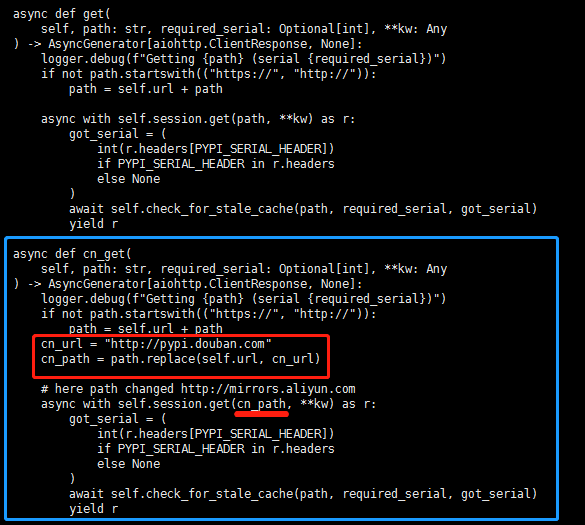 async def get(
    self, path: str, required_serial: Optional[int], **kw: Any
) -> AsyncGenerator[aiohttp.ClientResponse, None]:
    logger.debug(f"Getting {path} (serial {required_serial})")
    if not path.startswith(("https://", "http://")):
        path = self.url + path

    async with self.session.get(path, **kw) as r:
        got_serial = (
            int(r.headers[PYPI_SERIAL_HEADER])
            if PYPI_SERIAL_HEADER in r.headers
            else None
        )
        await self.check_for_stale_cache(path, required_serial, got_serial)
        yield r

async def cn_get(
    self, path: str, required_serial: Optional[int], **kw: Any
) -> AsyncGenerator[aiohttp.ClientResponse, None]:
    logger.debug(f"Getting {path} (serial {required_serial})")
    if not path.startswith(("https://", "http://")):
        path = self.url + path
    cn_url = "http://pypi.douban.com"
    cn_path = path.replace(self.url, cn_url)

    # here path changed http://mirrors.aliyun.com
    async with self.session.get(cn_path, **kw) as r:
        got_serial = (
            int(r.headers[PYPI_SERIAL_HEADER])
            if PYPI_SERIAL_HEADER in r.headers
            else None
        )
        await self.check_for_stale_cache(path, required_serial, got_serial)
        yield r